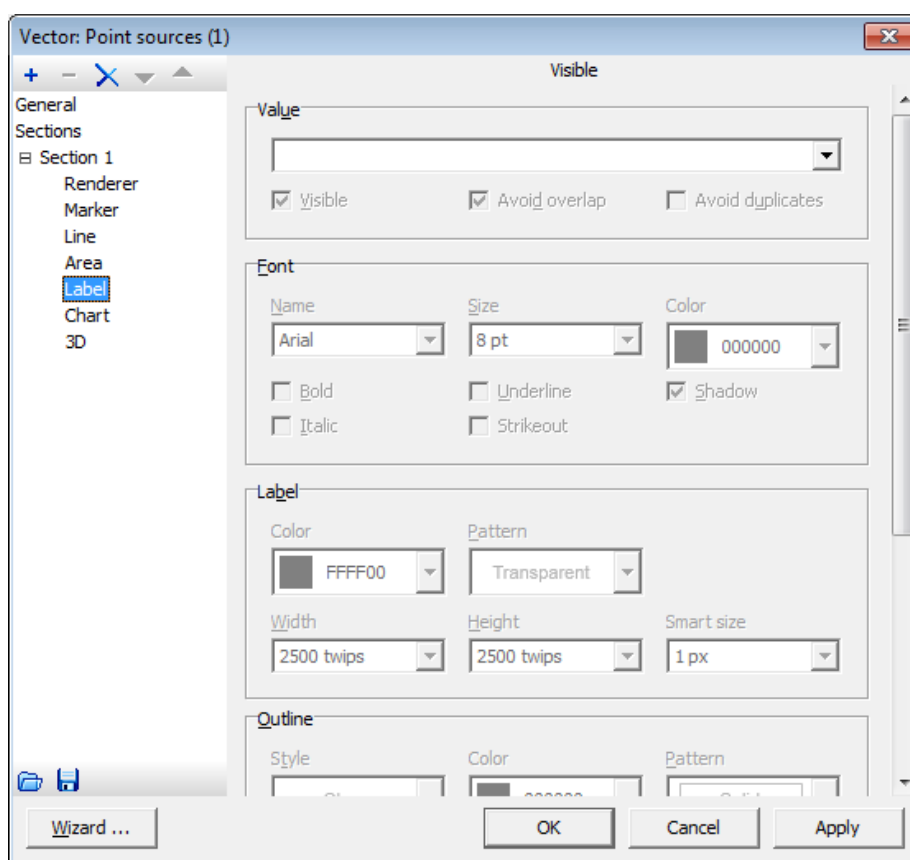 Vector: Point sources (1)
Visible
General
Sections
Section 1
Renderer
Marker
Line
Area
Label
Chart
3D
Value
Visible Avoid overlap Avoid duplicates
Font
Name Size Color
Arial 8 pt 000000
Bold Underline Shadow
Italic Strikeout
Label
Color Pattern
FFFF00 Transparent
Width Height Smart size
2500 twips 2500 twips 1 px
Outline
Style Color Pattern
Wizard ... OK Cancel Apply